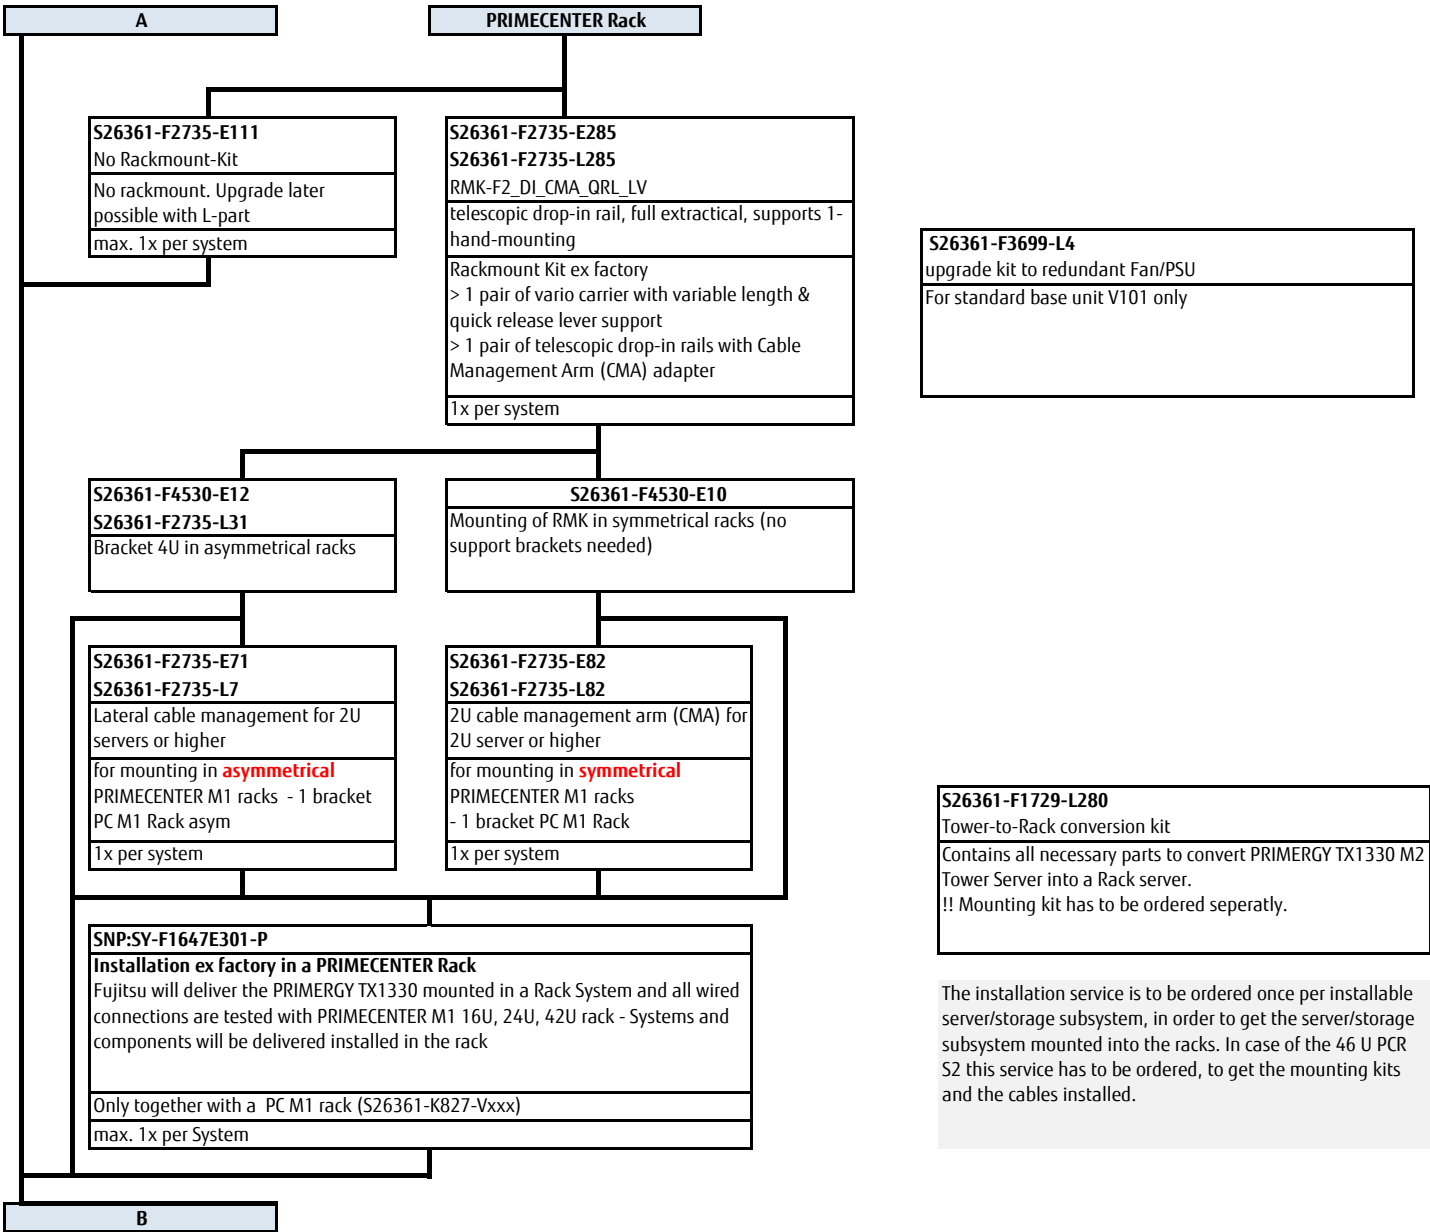 A
PRIMECENTER Rack
S26361-F2735-E111
No Rackmount-Kit
No rackmount. Upgrade later
possible with L-part
max. 1x per system
S26361-F2735-E285
S26361-F2735-L285
RMK-F2_DI_CMA_QRL_LV
telescopic drop-in rail, full extractical, supports 1-
hand-mounting
Rackmount Kit ex factory
> 1 pair of vario carrier with variable length &
quick release lever support
> 1 pair of telescopic drop-in rails with Cable
Management Arm (CMA) adapter
1x per system
S26361-F3699-L4
upgrade kit to redundant Fan/PSU
For standard base unit V101 only
S26361-F4530-E12
S26361-F2735-L31
Bracket 4U in asymmetrical racks
S26361-F4530-E10
Mounting of RMK in symmetrical racks (no
support brackets needed)
S26361-F2735-E71
S26361-F2735-L7
Lateral cable management for 2U
servers or higher
for mounting in asymmetrical
PRIMECENTER M1 racks  - 1 bracket
PC M1 Rack asym
1x per system
S26361-F2735-E82
S26361-F2735-L82
2U cable management arm (CMA) for
2U server or higher
for mounting in symmetrical
PRIMECENTER M1 racks
- 1 bracket PC M1 Rack
1x per system
S26361-F1729-L280
Tower-to-Rack conversion kit
Contains all necessary parts to convert PRIMERGY TX1330 M2
Tower Server into a Rack server.
!! Mounting kit has to be ordered seperatly.
SNP:SY-F1647E301-P
Installation ex factory in a PRIMECENTER Rack
Fujitsu will deliver the PRIMERGY TX1330 mounted in a Rack System and all wired
connections are tested with PRIMECENTER M1 16U, 24U, 42U rack - Systems and
components will be delivered installed in the rack
Only together with a  PC M1 rack (S26361-K827-Vxxx)
max. 1x per System
The installation service is to be ordered once per installable
server/storage subsystem, in order to get the server/storage
subsystem mounted into the racks. In case of the 46 U PCR
S2 this service has to be ordered, to get the mounting kits
and the cables installed.
B